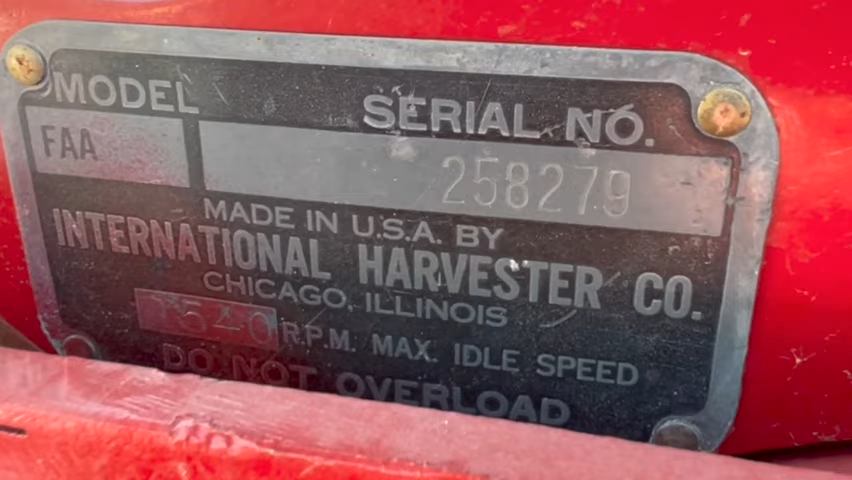 MODEL SERIAL NO.
FAA 258279
MADE IN U.S.A. BY
INTERNATIONAL HARVESTER CO.
CHICAGO, ILLINOIS
1540 R.P.M. MAX. IDLE SPEED
DO NOT OVERLOAD